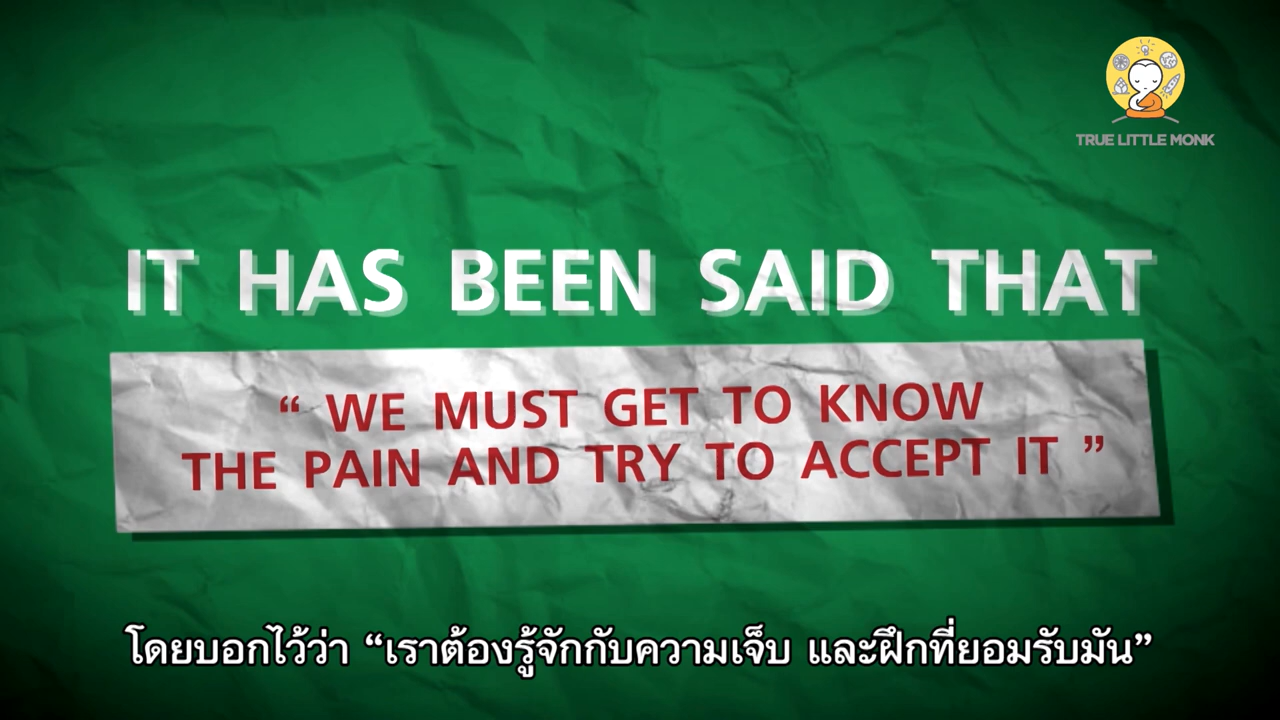 TRUE LITTLE MONK
IT HAS BEEN SAID THAT
“ WE MUST GET TO KNOW
THE PAIN AND TRY TO ACCEPT IT ”
โดยบอกไว้ว่า “เราต้องรู้จักกับความเจ็บ และฝึกที่ยอมรับมัน”